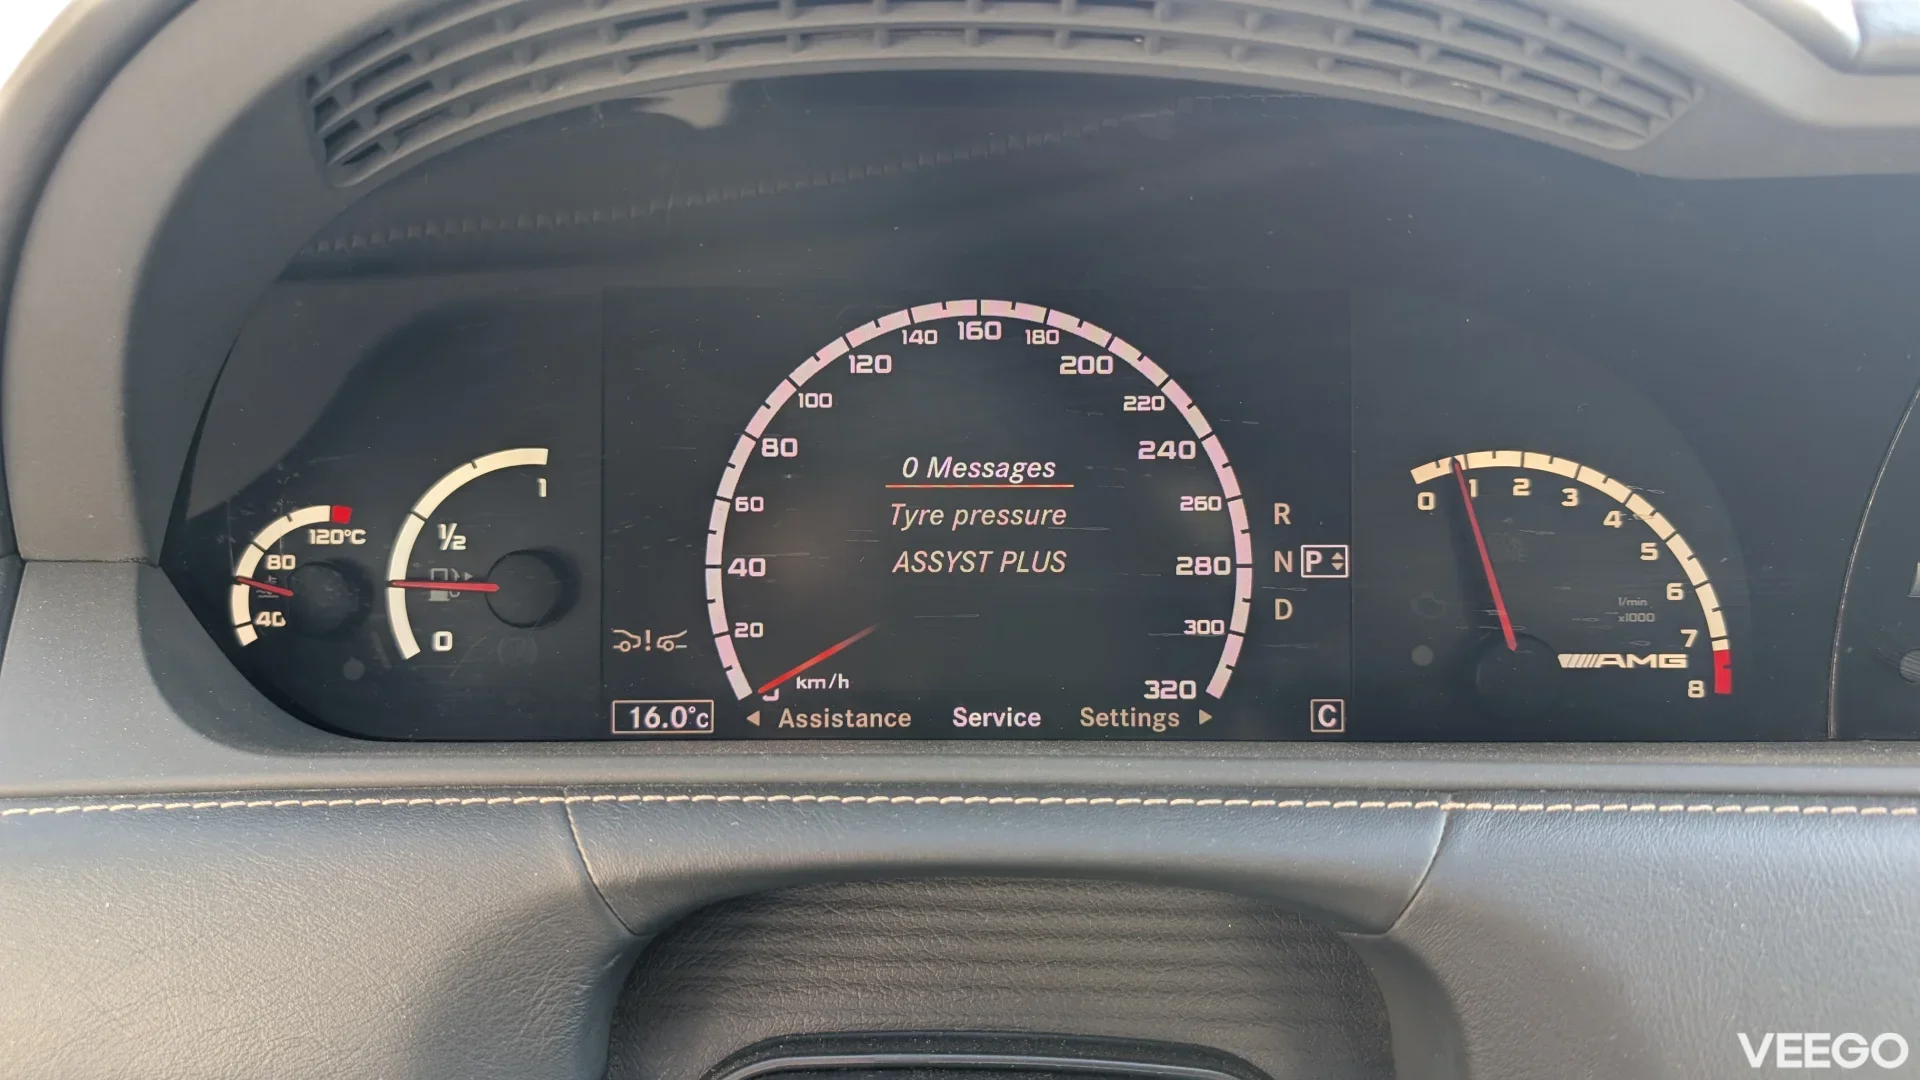 120°C
80
40
1
½
0
0 Messages
Tyre pressure
ASSYST PLUS
20
40
60
80
100
120
140
160
180
200
220
240
260
280
300
320
km/h
R
N P
D
16.0°C
Assistance Service Settings
C
0
1
2
3
4
5
6
7
8
1/min
x1000
AMG
VEEGO